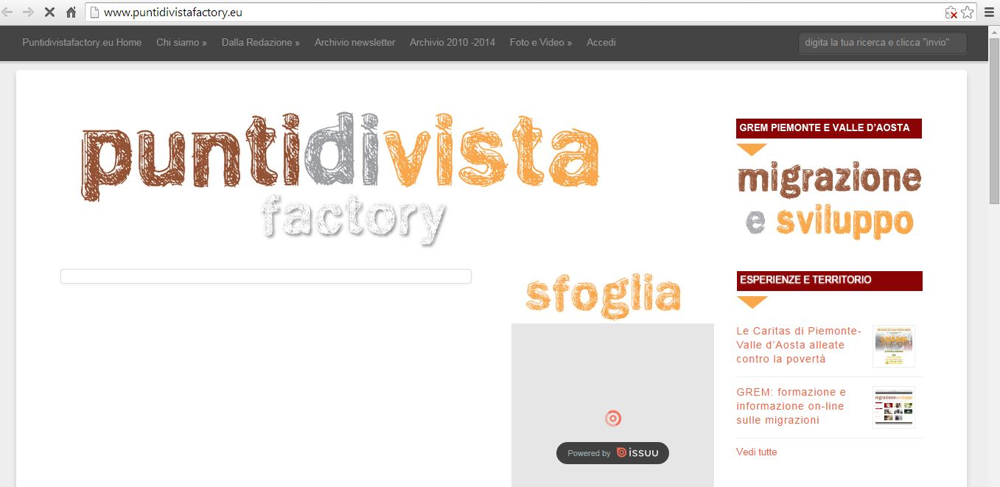 www.puntidivistafactory.eu
Puntidivistafactory.eu Home Chi siamo » Dalla Redazione » Archivio newsletter Archivio 2010 -2014 Foto e Video » Accedi digita la tua ricerca e clicca "invio"
puntidivista
factory
GREM PIEMONTE E VALLE D'AOSTA
migrazione
e sviluppo
sfoglia
Powered by issuu
ESPERIENZE E TERRITORIO
Le Caritas di Piemonte-
Valle d'Aosta alleate
contro la povertà
GREM: formazione e
informazione on-line
sulle migrazioni
Vedi tutte